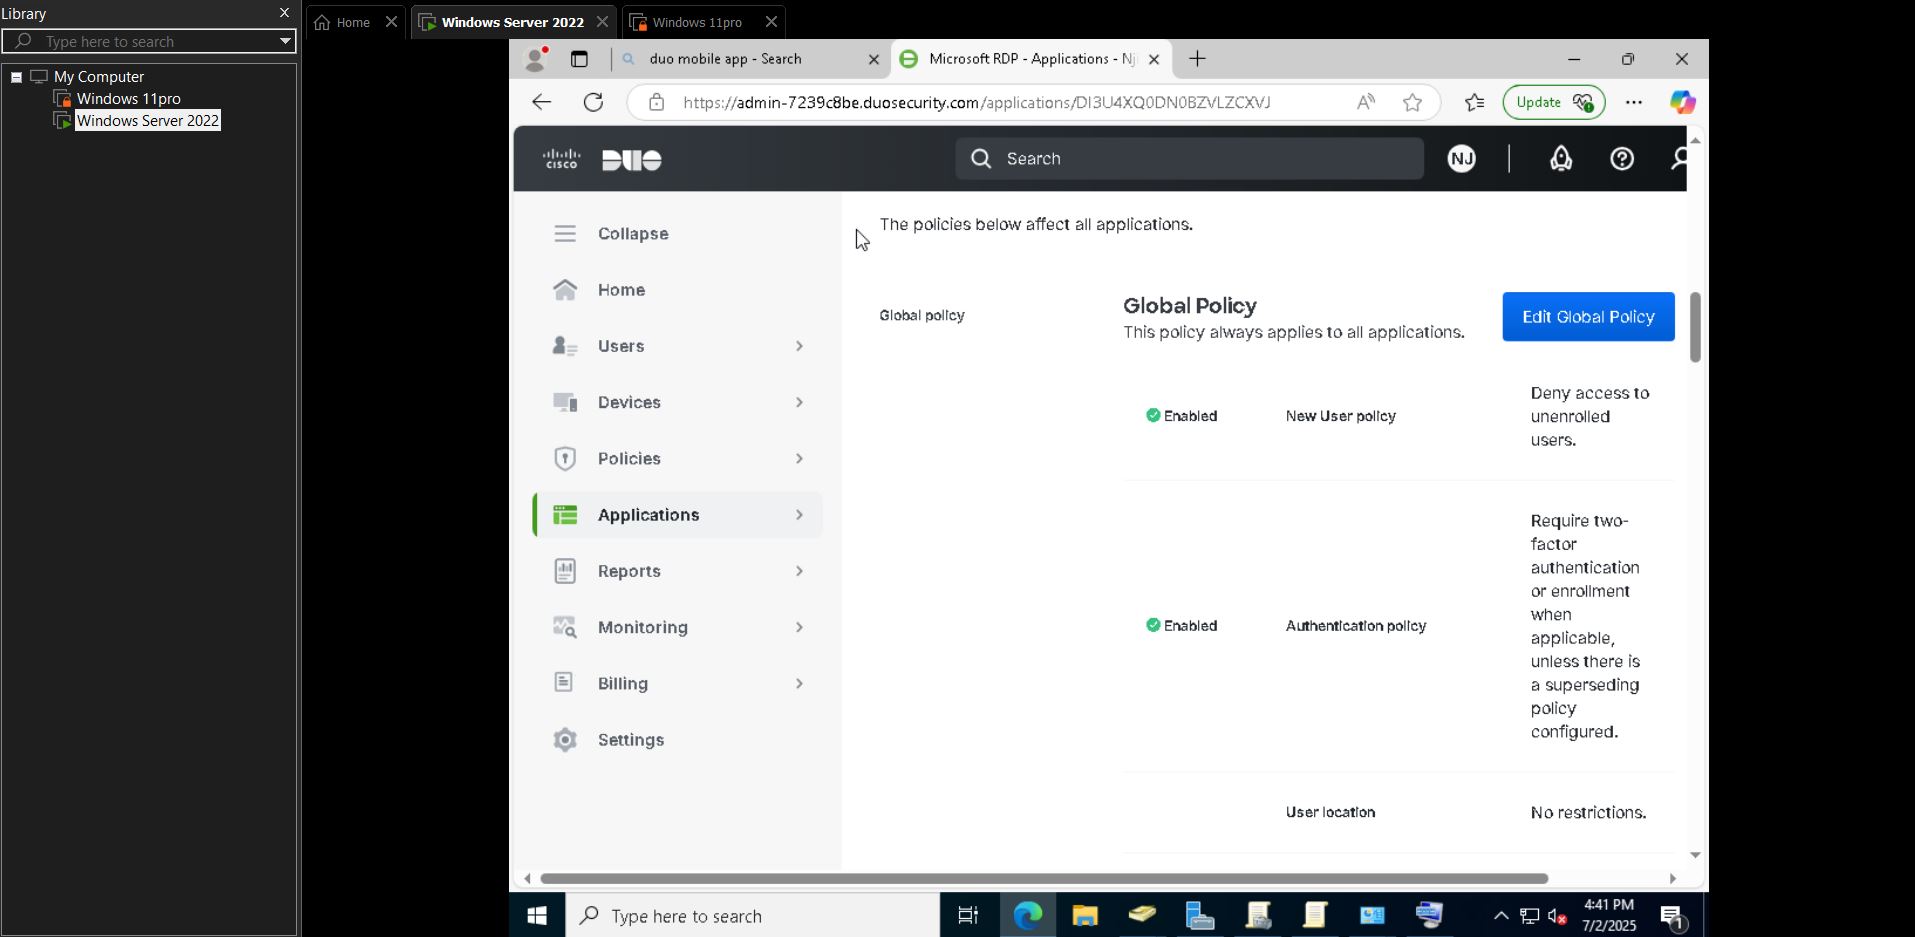 Library
Type here to search
My Computer
Windows 11pro
Windows Server 2022
Home
Windows Server 2022
Windows 11pro
duo mobile app - Search
Microsoft RDP - Applications - Nji
https://admin-7239c8be.duosecurity.com/applications/DI3U4XQ0DN0BZVLZCXVJ
Update
CISCO
DUO
Search
NJ
Collapse
Home
Users
Devices
Policies
Applications
Reports
Monitoring
Billing
Settings
The policies below affect all applications.
Global policy
Global Policy
This policy always applies to all applications.
Edit Global Policy
Enabled
New User policy
Deny access to
unenrolled
users.
Enabled
Authentication policy
Require two-
factor
authentication
or enrollment
when
applicable,
unless there is
a superseding
policy
configured.
User location
No restrictions.
Type here to search
4:41 PM
7/2/2025
1